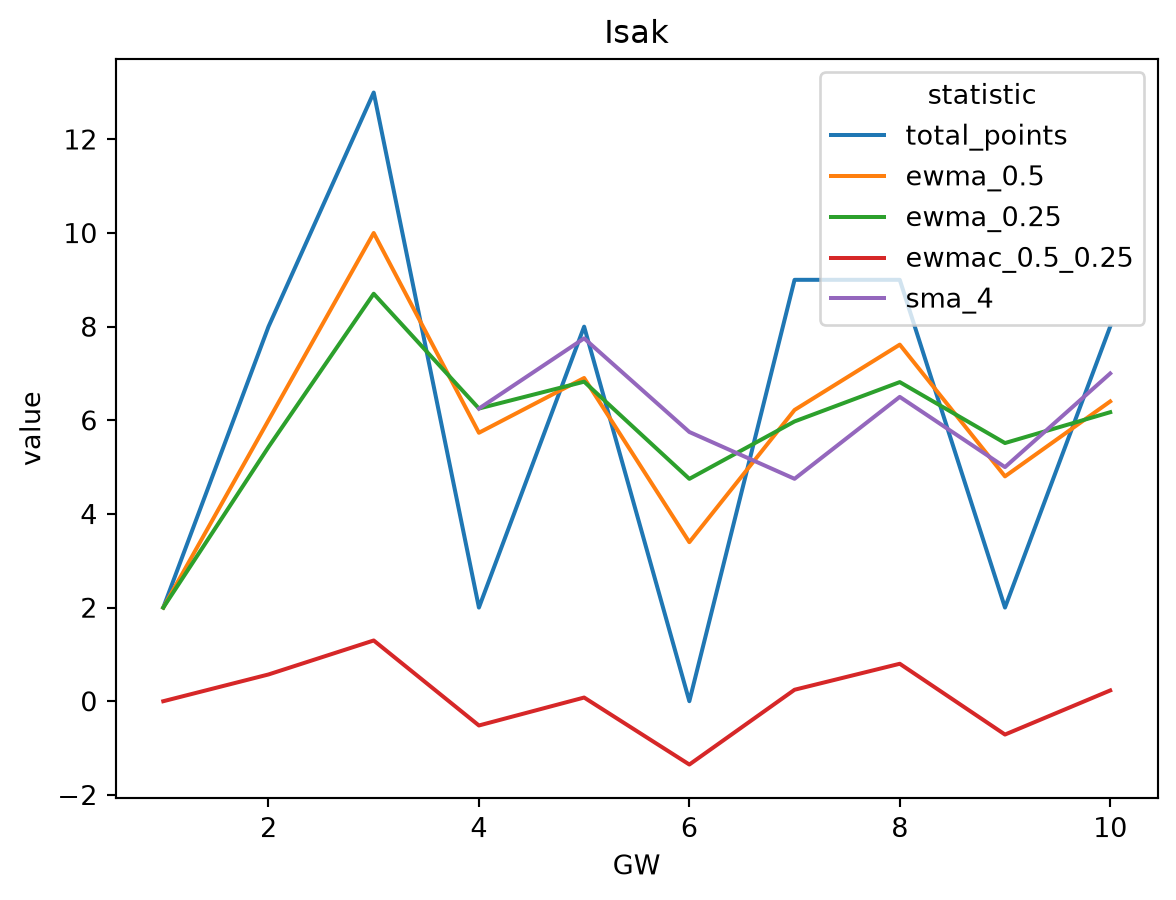 Isak
statistic
total_points
ewma_0.5
ewma_0.25
ewmac_0.5_0.25
sma_4
12
10
8
6
4
2
0
−2
value
2 4 6 8 10
GW